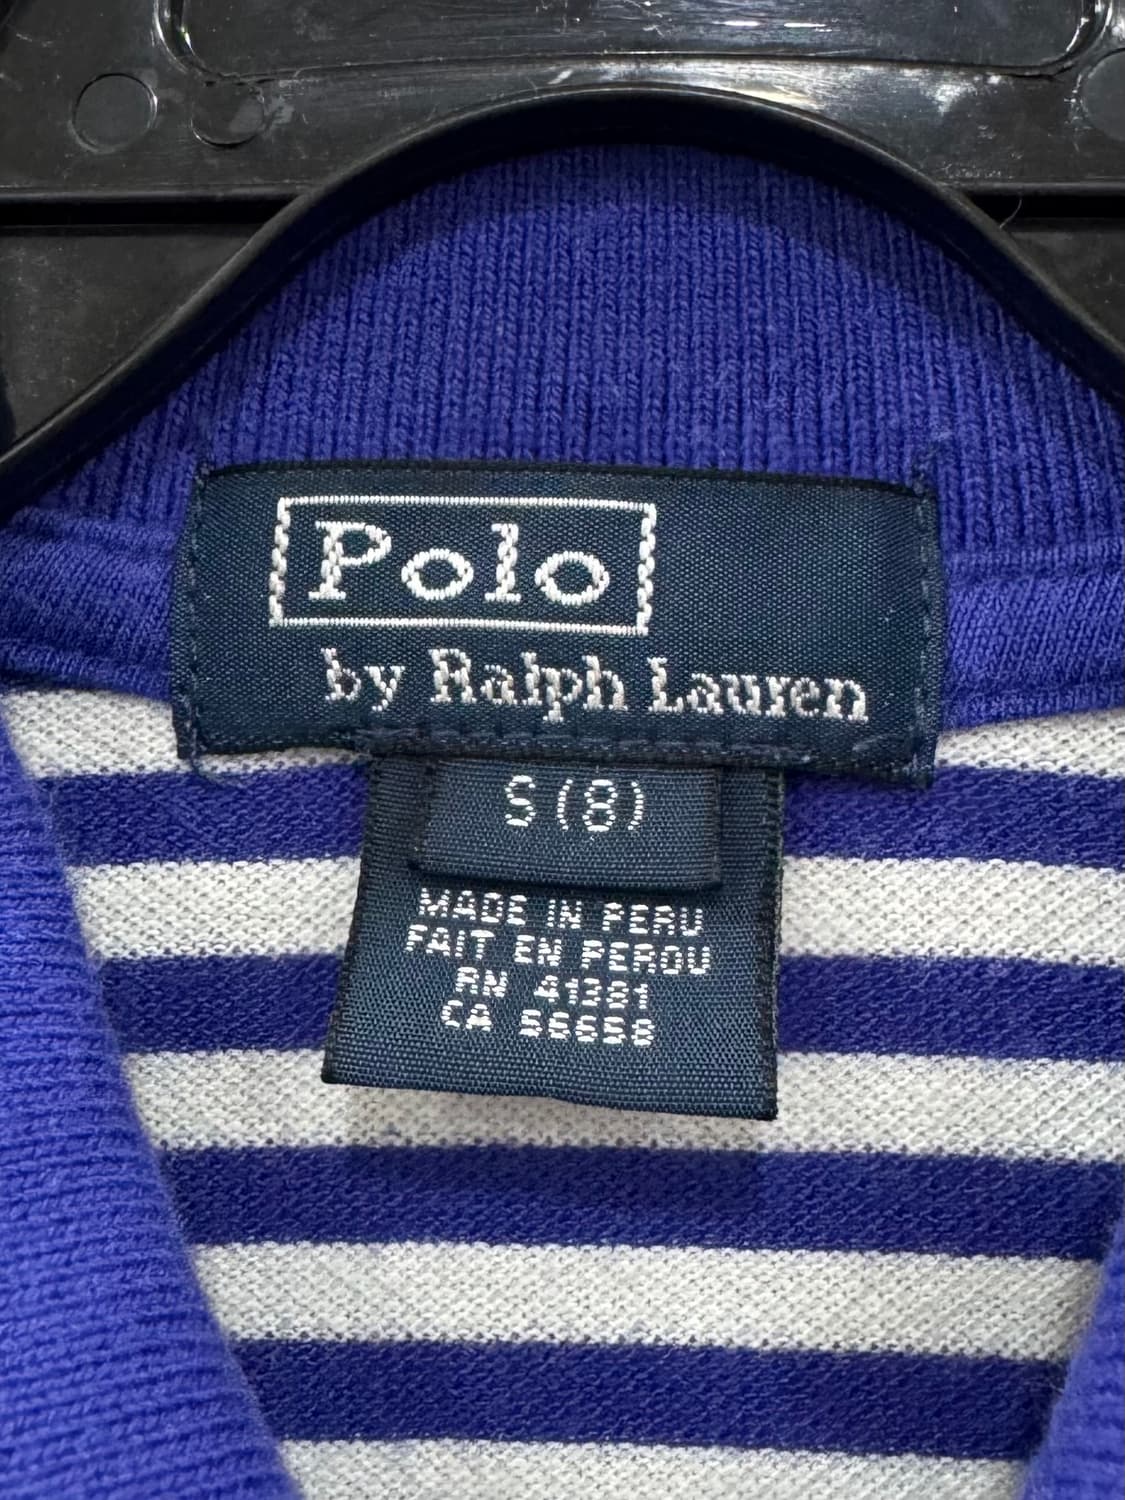 Polo
by Ralph Lauren
S (8)
MADE IN PERU
FAIT EN PEROU
RN 41381
CA 56658